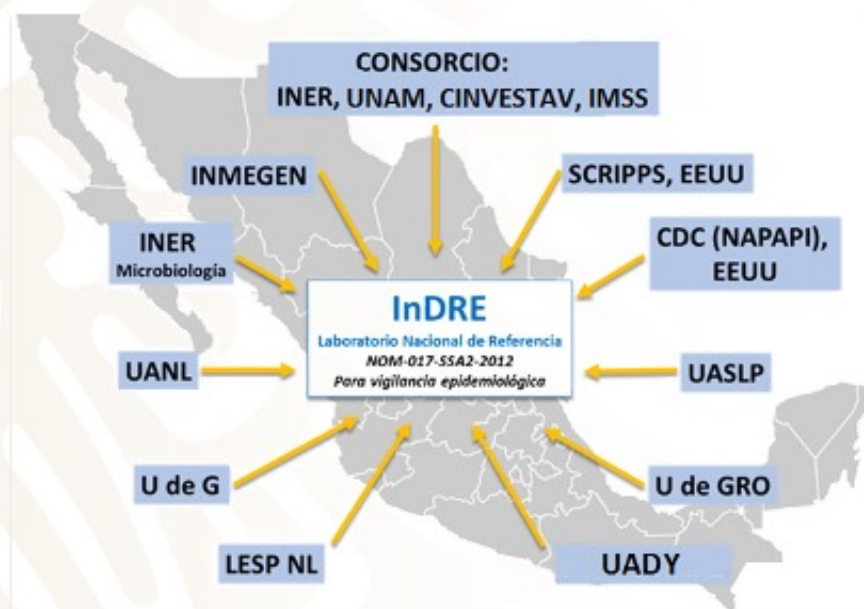 CONSORCIO:
INER, UNAM, CINVESTAV, IMSS
INMEGEN
SCRIPPS, EEUU
INER
Microbiología
CDC (NAPAPI),
EEUU
InDRE
Laboratorio Nacional de Referencia
NOM-017-SSA2-2012
Para vigilancia epidemiológica
UANL
UASLP
U de G
U de GRO
LESP NL
UADY